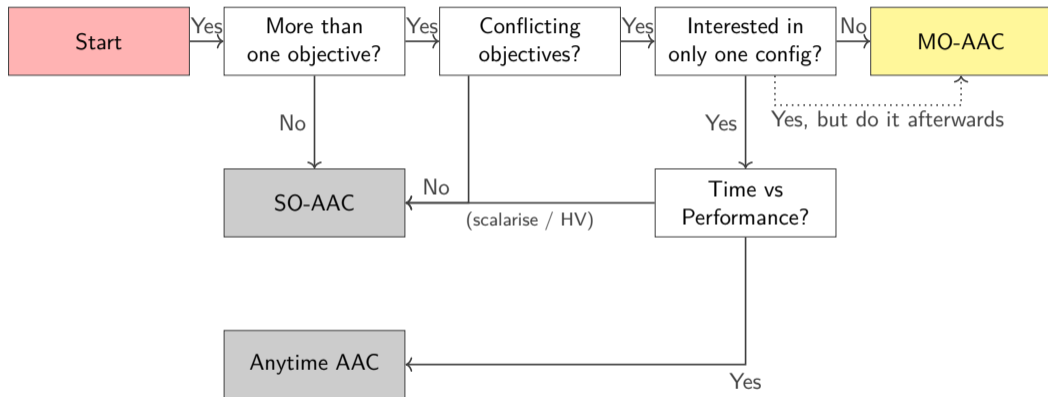 Start
Yes
More than
one objective?
Yes
Conflicting
objectives?
Yes
Interested in
only one config?
No
MO-AAC
Yes, but do it afterwards
No
Yes
SO-AAC
No
(scalarise / HV)
Time vs
Performance?
Anytime AAC
Yes